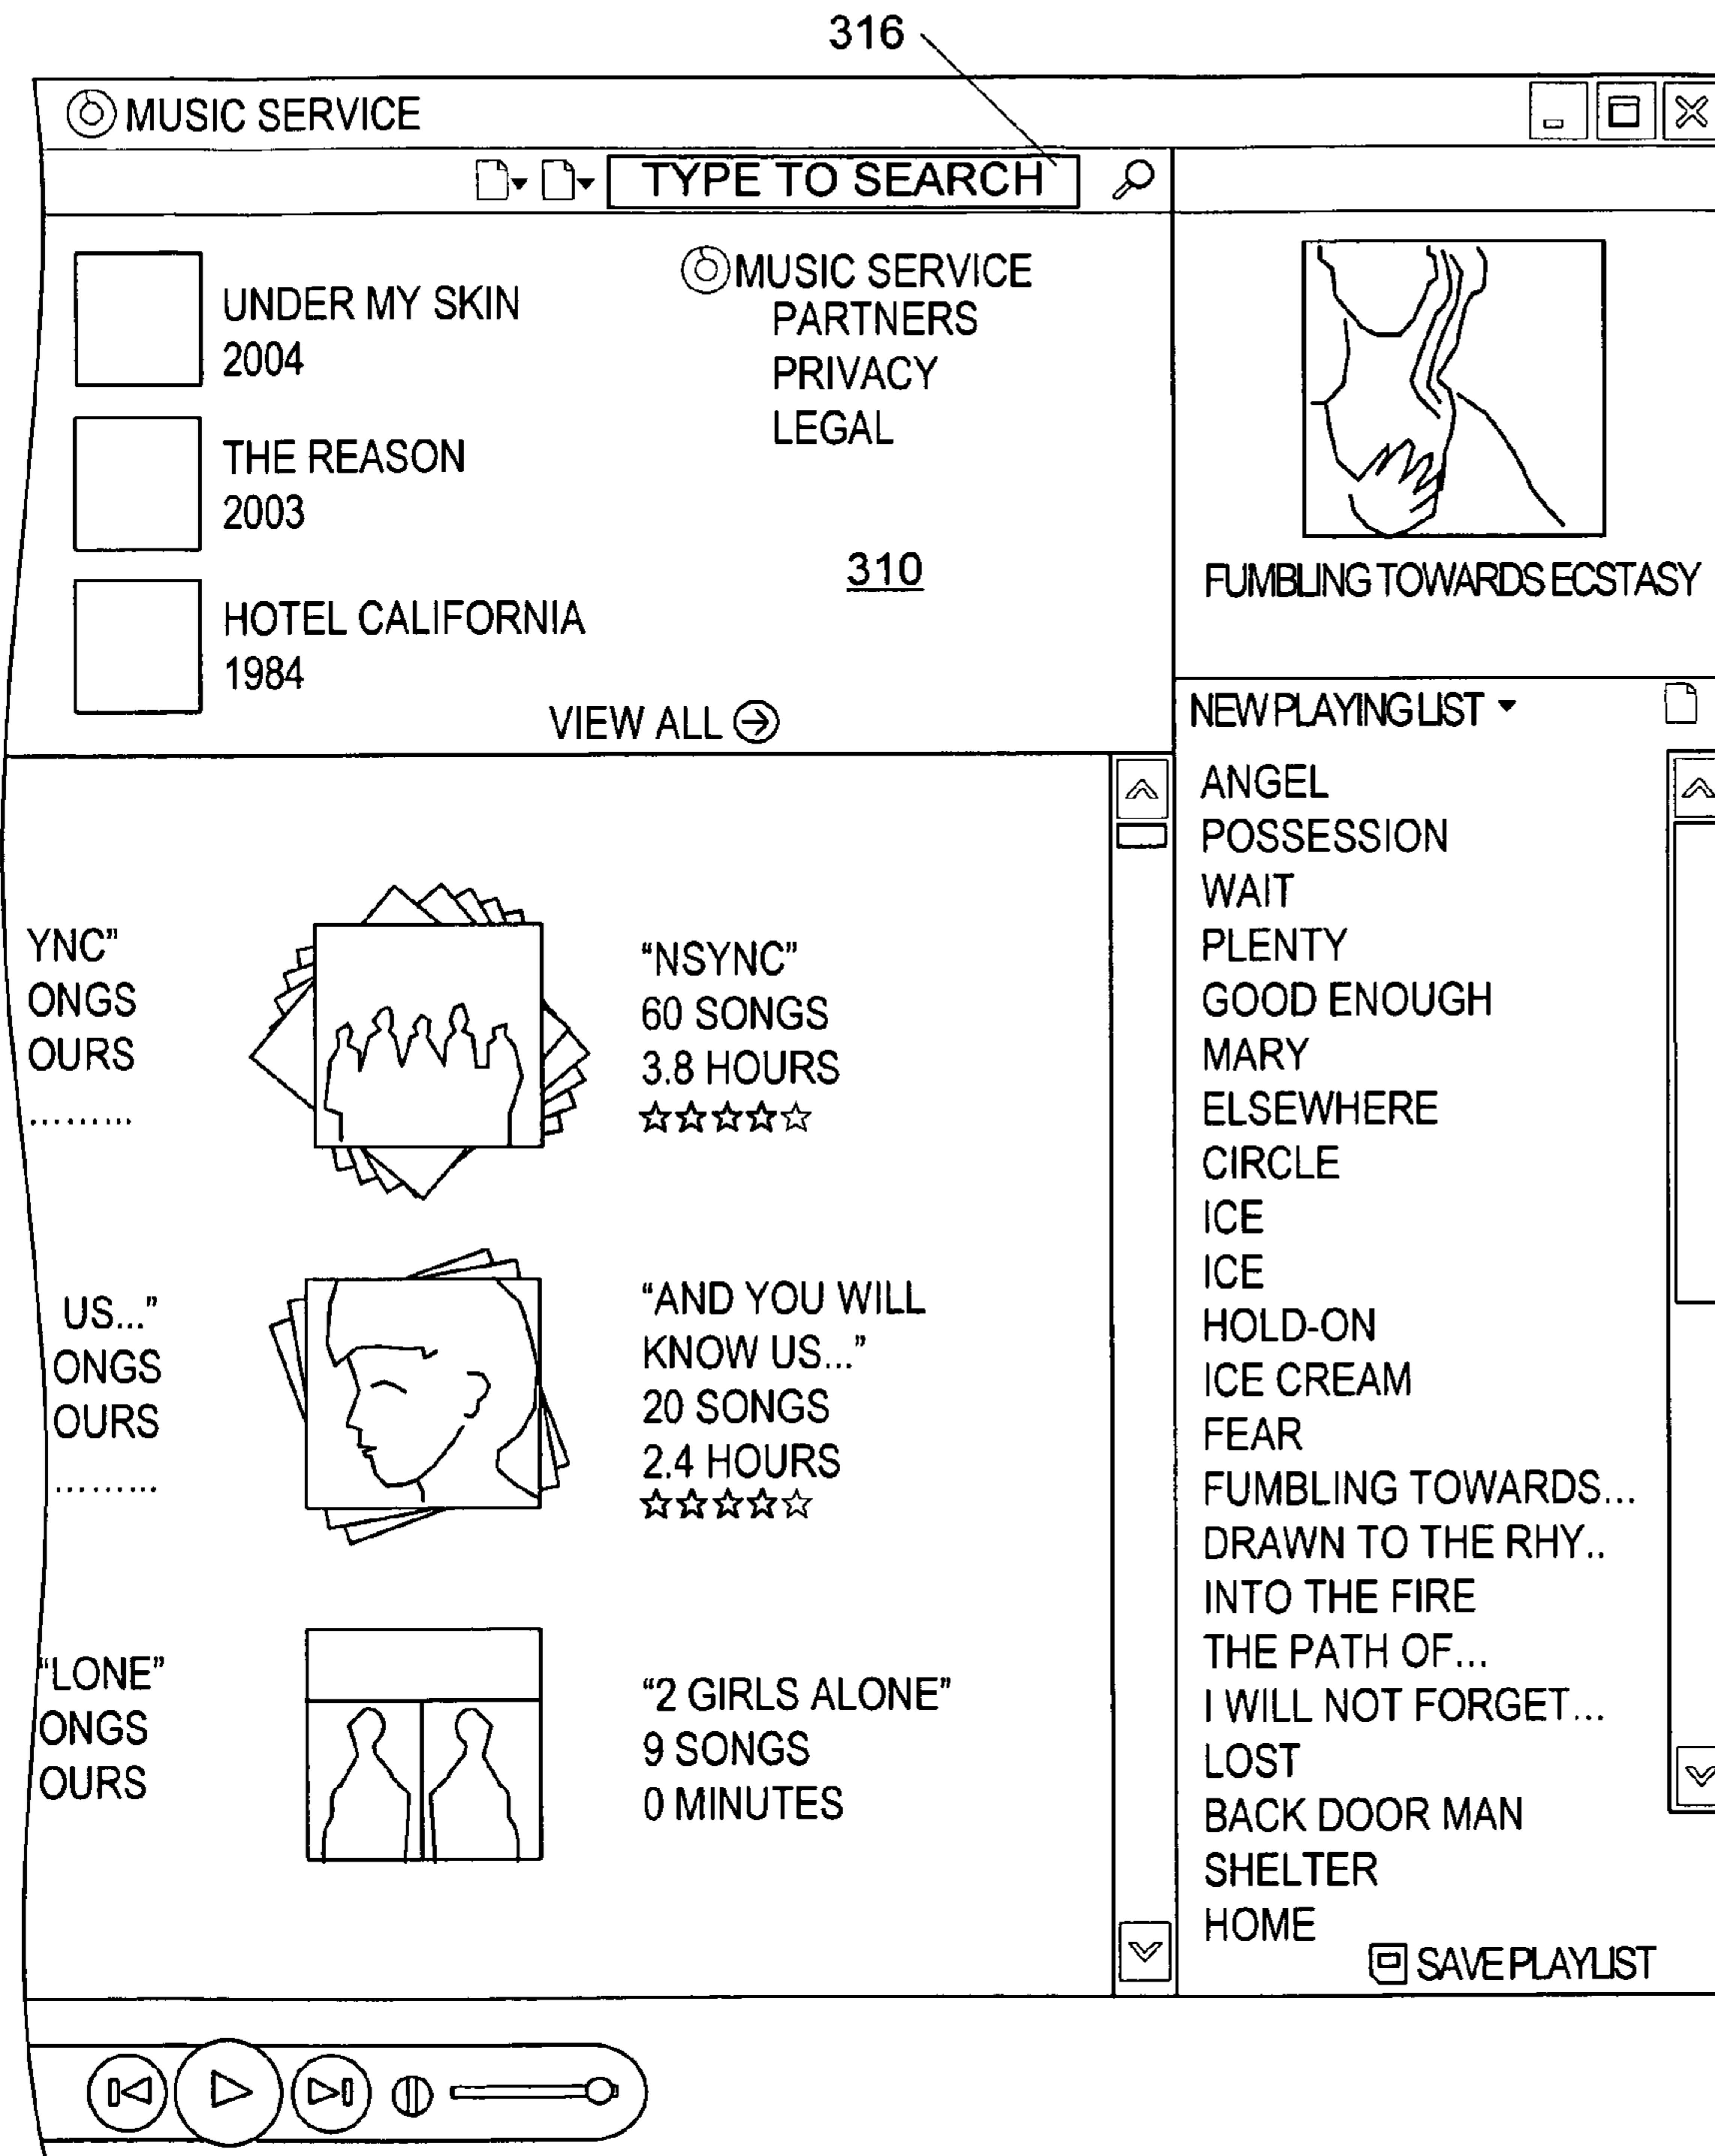 316
MUSIC SERVICE
TYPE TO SEARCH
UNDER MY SKIN
2004
THE REASON
2003
HOTEL CALIFORNIA
1984
MUSIC SERVICE
PARTNERS
PRIVACY
LEGAL
310
VIEW ALL
FUMBLING TOWARDS ECSTASY
YNC”
ONGS
OURS
.........
“NSYNC”
60 SONGS
3.8 HOURS
US...”
ONGS
OURS
.........
“AND YOU WILL
KNOW US...”
20 SONGS
2.4 HOURS
“LONE”
ONGS
OURS
“2 GIRLS ALONE”
9 SONGS
0 MINUTES
NEW PLAYING LIST
ANGEL
POSSESSION
WAIT
PLENTY
GOOD ENOUGH
MARY
ELSEWHERE
CIRCLE
ICE
ICE
HOLD-ON
ICE CREAM
FEAR
FUMBLING TOWARDS...
DRAWN TO THE RHY..
INTO THE FIRE
THE PATH OF...
I WILL NOT FORGET...
LOST
BACK DOOR MAN
SHELTER
HOME
SAVE PLAYLIST